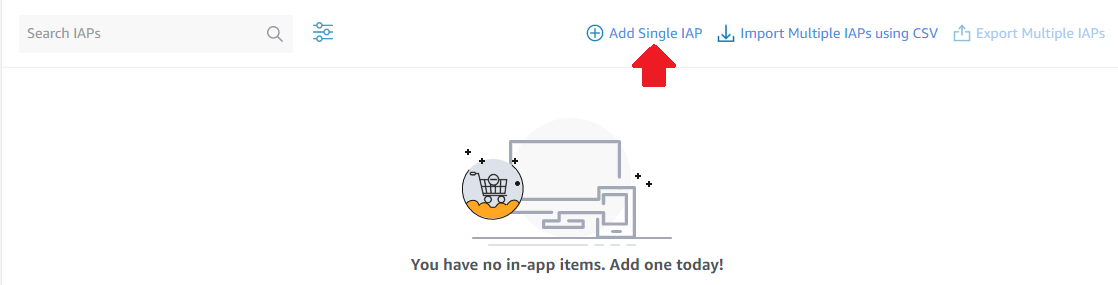 Search IAPs
Add Single IAP
Import Multiple IAPs using CSV
Export Multiple IAPs
You have no in-app items. Add one today!